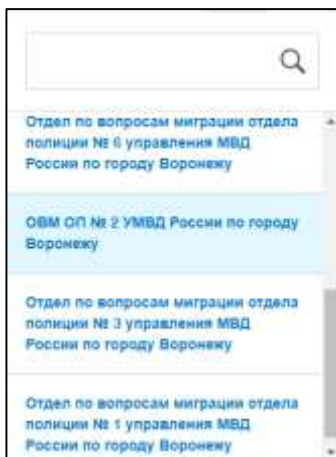 Отдел по вопросам миграции отдела
полиции № 6 управления МВД
России по городу Воронежу
ОВМ ОП № 2 УМВД России по городу
Воронежу
Отдел по вопросам миграции отдела
полиции № 3 управления МВД
России по городу Воронежу
Отдел по вопросам миграции отдела
полиции № 1 управления МВД
России по городу Воронежу